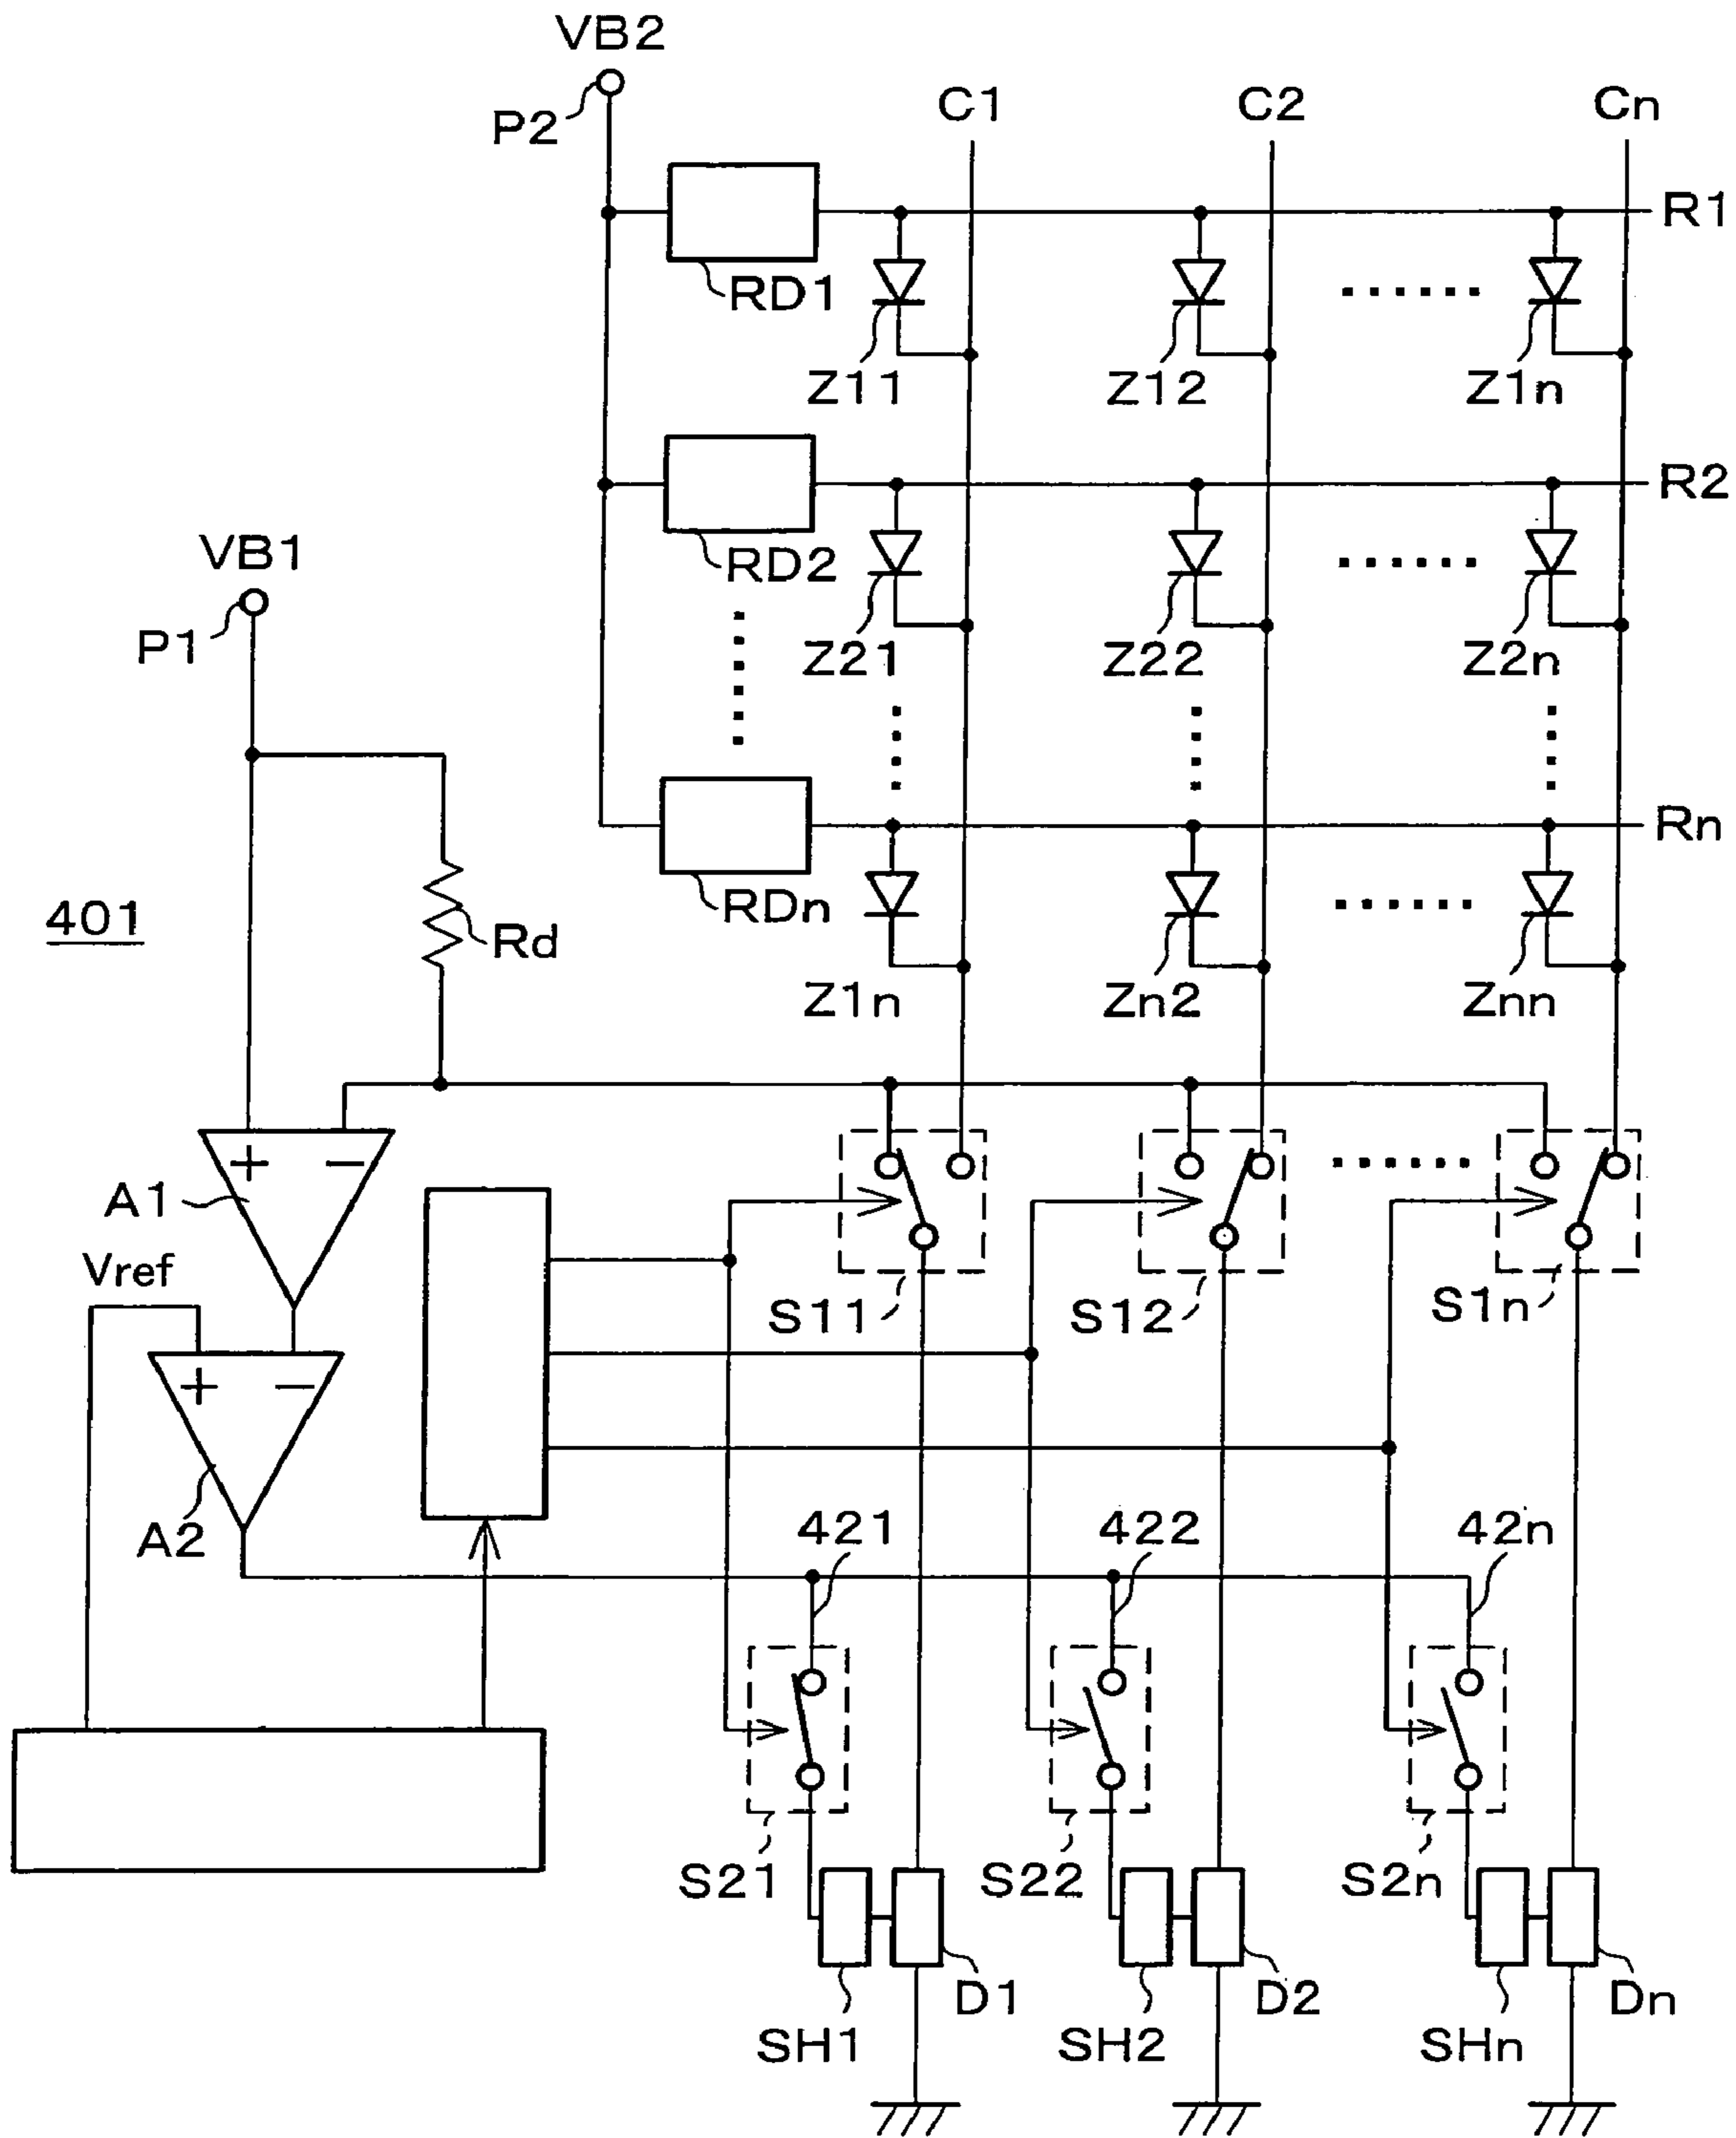 VB2
P2
C1
C2
Cn
R1
RD1
Z11
Z12
Z1n
R2
RD2
VB1
P1
Z21
Z22
Z2n
Rn
RDn
401
Rd
Z1n
Zn2
Znn
+ −
A1
Vref
S11
S12
S1n
+ −
A2
421
422
42n
S21
S22
S2n
D1
D2
Dn
SH1
SH2
SHn